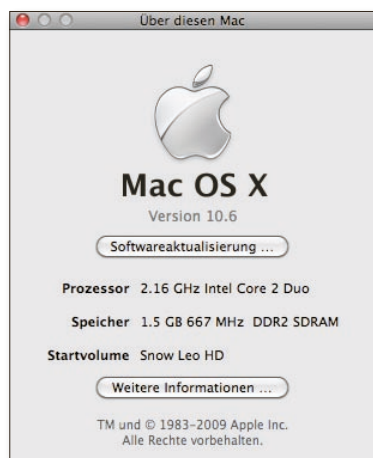 Über diesen Mac
Mac OS X
Version 10.6
Softwareaktualisierung ...
Prozessor 2.16 GHz Intel Core 2 Duo
Speicher 1.5 GB 667 MHz DDR2 SDRAM
Startvolume Snow Leo HD
Weitere Informationen ...
TM und © 1983–2009 Apple Inc.
Alle Rechte vorbehalten.